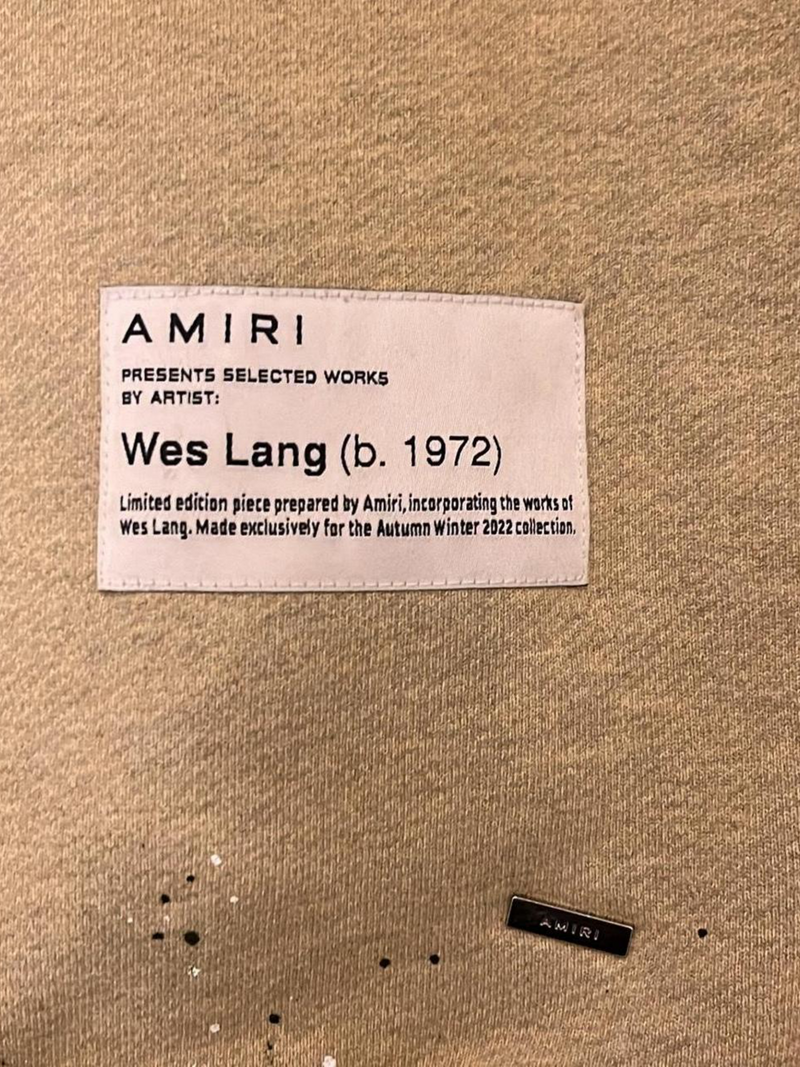 AMIRI
PRESENTS SELECTED WORKS
BY ARTIST:
Wes Lang (b. 1972)
Limited edition piece prepared by Amiri, incorporating the works of
Wes Lang. Made exclusively for the Autumn Winter 2022 collection.
AMIRI